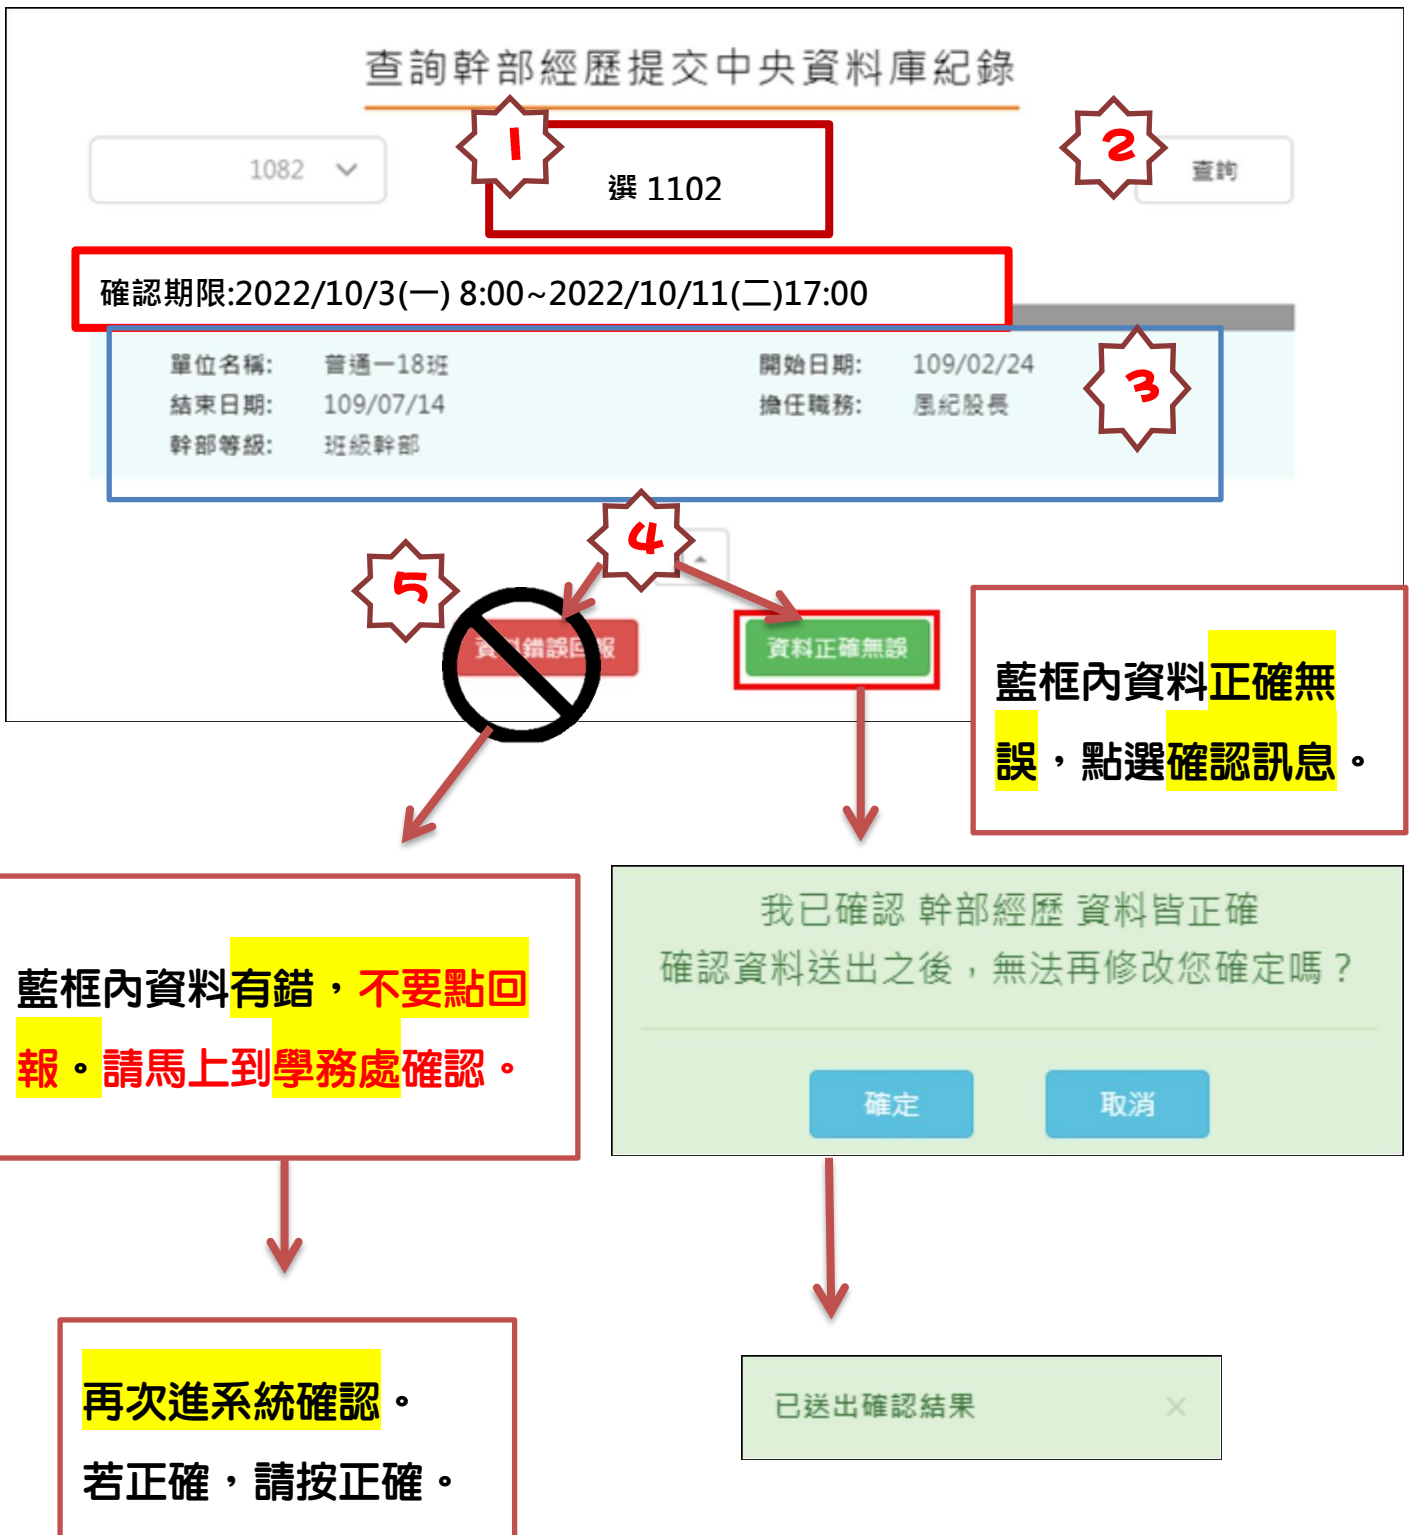 查詢幹部經歷提交中央資料庫紀錄
1082
1
選 1102
2
查詢
確認期限:2022/10/3(一) 8:00~2022/10/11(二)17:00
單位名稱: 普通一18班 開始日期: 109/02/24
結束日期: 109/07/14 擔任職務: 風紀股長
幹部等級: 班級幹部
3
4
5
資料錯誤回報
資料正確無誤
藍框內資料正確無
誤，點選確認訊息。
藍框內資料有錯，不要點回
報。請馬上到學務處確認。
我已確認 幹部經歷 資料皆正確
確認資料送出之後，無法再修改您確定嗎？
確定
取消
再次進系統確認。
若正確，請按正確。
已送出確認結果 ×